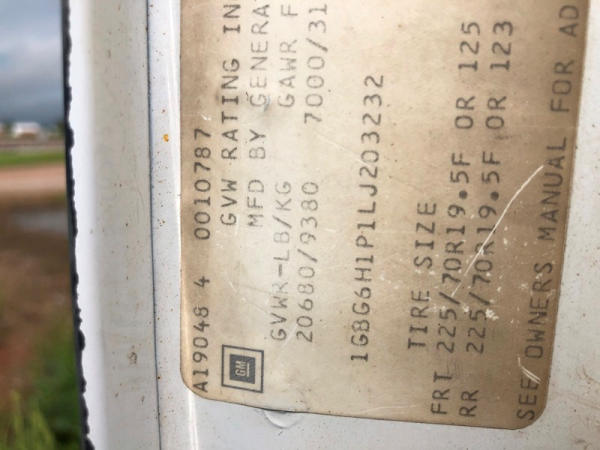 A19048 4 0010787
GVW RATING IN
MFD BY GENERA
GVWR-LB/KG GAWR F
20680/9380 7000/31
1GBG6H1P1LJ203232
TIRE SIZE
FRT 225/70R19.5F OR 125
RR 225/70R19.5F OR 123
SEE OWNERS MANUAL FOR AD
GM